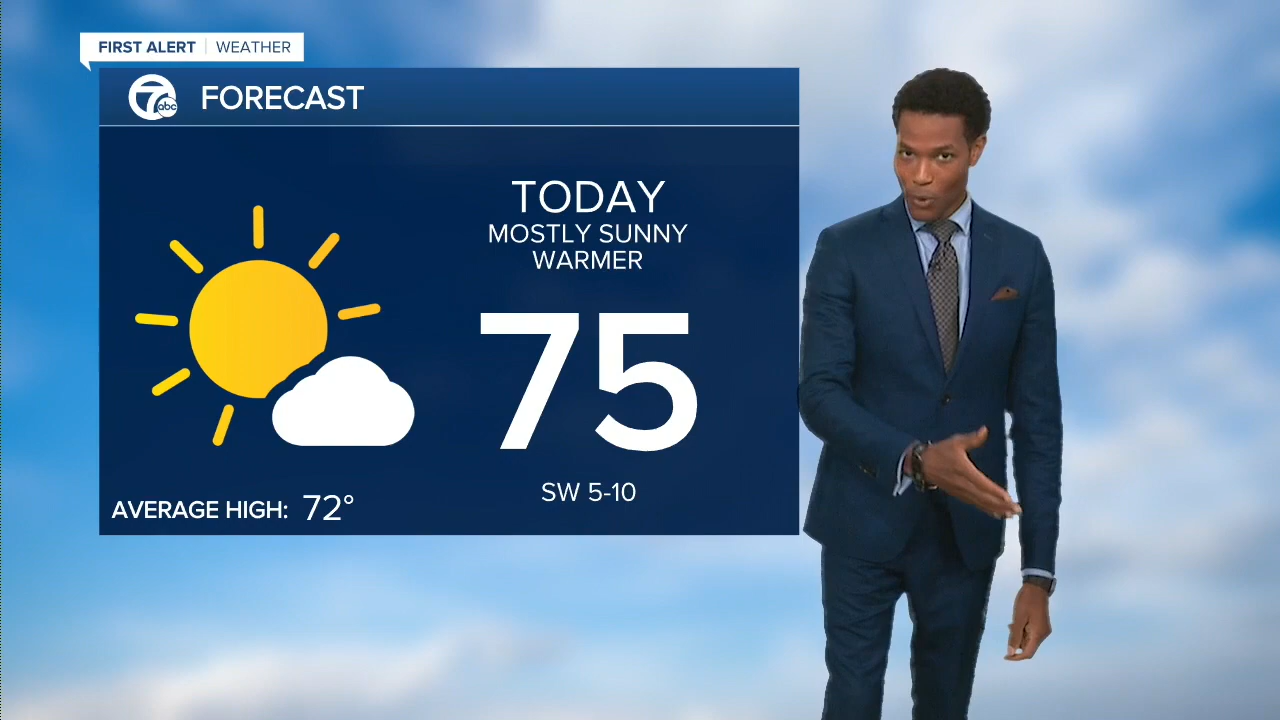 FIRST ALERT | WEATHER
7 abc FORECAST
TODAY
MOSTLY SUNNY
WARMER
75
SW 5-10
AVERAGE HIGH: 72°